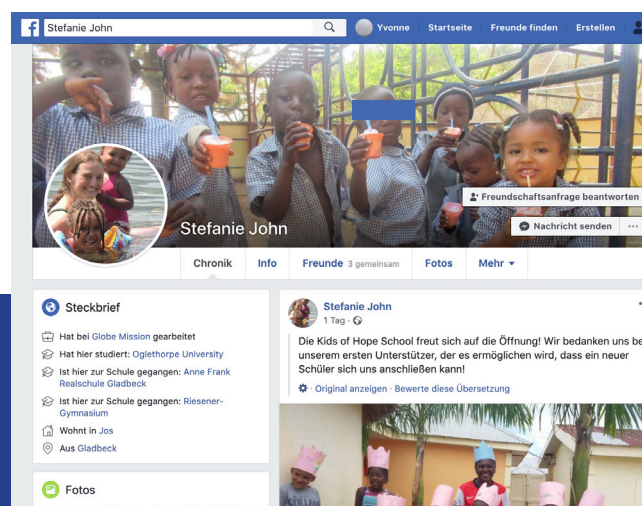 Stefanie John
Yvonne Startseite Freunde finden Erstellen
Freundschaftsanfrage beantworten
Stefanie John
Nachricht senden
Chronik Info Freunde 3 gemeinsam Fotos Mehr
Steckbrief
Hat bei Globe Mission gearbeitet
Hat hier studiert: Oglethorpe University
Ist hier zur Schule gegangen: Anne Frank
Realschule Gladbeck
Ist hier zur Schule gegangen: Riesener-
Gymnasium
Wohnt in Jos
Aus Gladbeck
Fotos
Stefanie John
1 Tag ·
Die Kids of Hope School freut sich auf die Öffnung! Wir bedanken uns be
unserem ersten Unterstützer, der es ermöglichen wird, dass ein neuer
Schüler sich uns anschließen kann!
· Original anzeigen · Bewerte diese Übersetzung